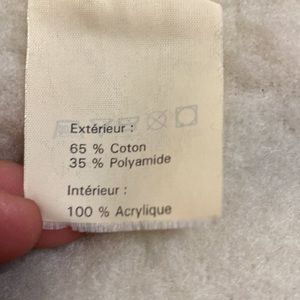 Extérieur :
65 % Coton
35 % Polyamide
Intérieur :
100 % Acrylique